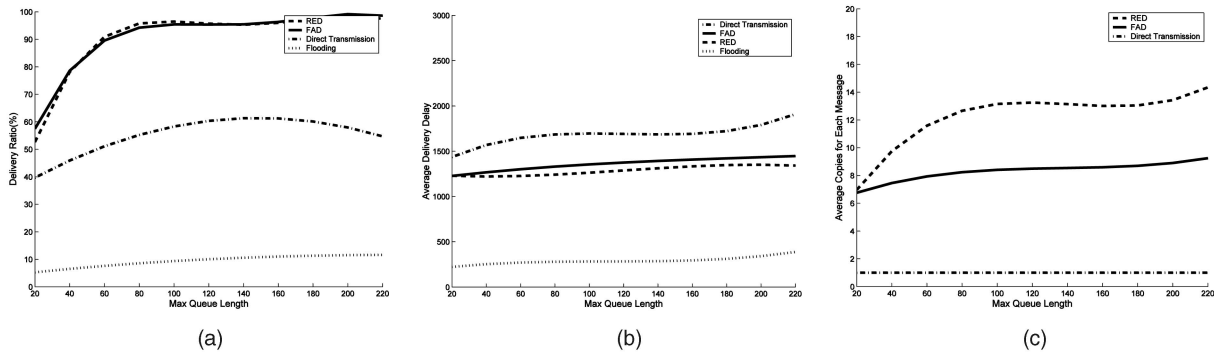 100
90
80
70
60
50
40
30
20
10
0
Delivery Ratio(%)
20 40 60 80 100 120 140 160 180 200 220
Max Queue Length
RED
FAD
Direct Transmission
Flooding
(a)
3000
2500
2000
1500
1000
500
0
Average Delivery Delay
20 40 60 80 100 120 140 160 180 200 220
Max Queue Length
Direct Transmission
FAD
RED
Flooding
(b)
20
18
16
14
12
10
8
6
4
2
0
Average Copies for Each Message
20 40 60 80 100 120 140 160 180 200 220
Max Queue Length
RED
FAD
Direct Transmission
(c)